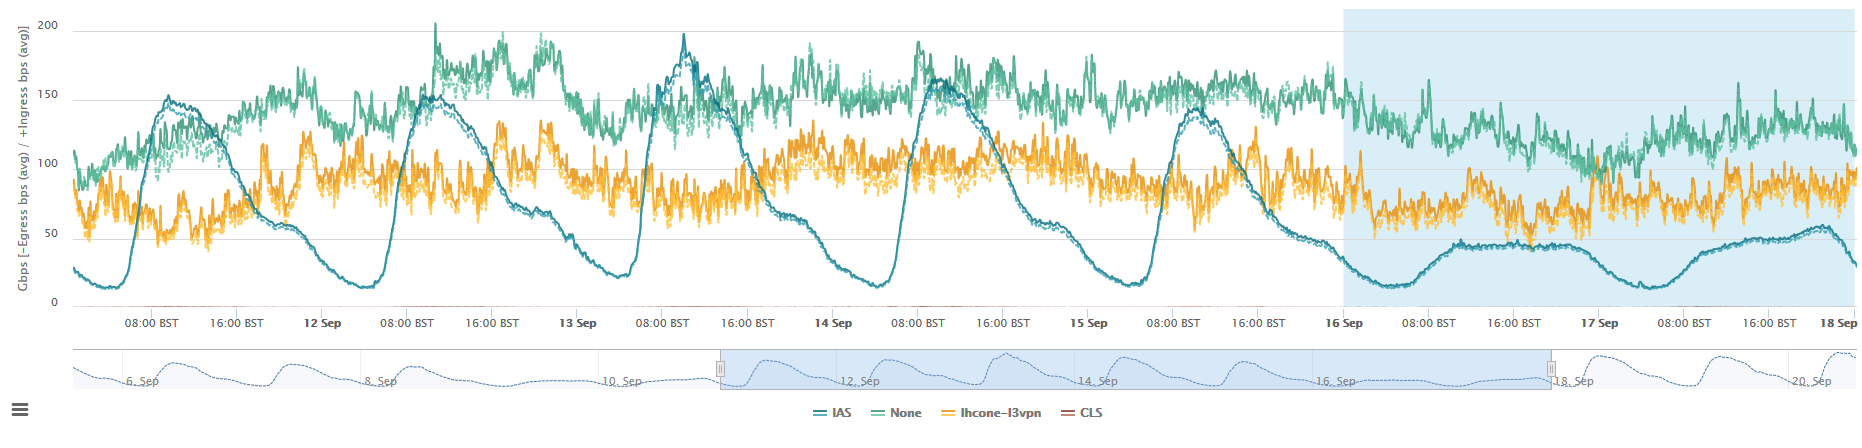 Gbps [−Egress bps (avg) / +Ingress bps (avg)]
200
150
100
50
0
08:00 BST 16:00 BST 12 Sep 08:00 BST 16:00 BST 13 Sep 08:00 BST 16:00 BST 14 Sep 08:00 BST 16:00 BST 15 Sep 08:00 BST 16:00 BST 16 Sep 08:00 BST 16:00 BST 17 Sep 08:00 BST 16:00 BST 18 Sep
6. Sep 8. Sep 10. Sep 12. Sep 14. Sep 16. Sep 18. Sep 20. Sep
IAS None lhcone-l3vpn CLS